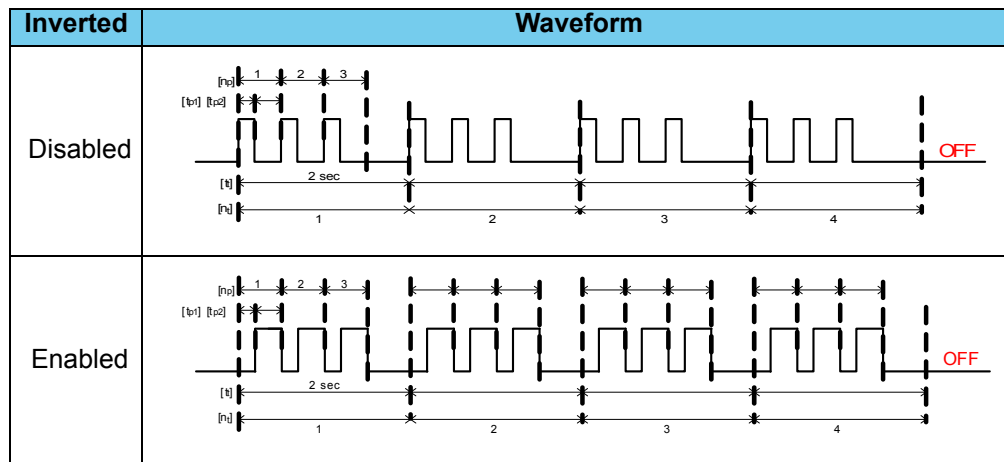 Inverted Waveform
[np] 1 2 3
[tp1] [tp2]
Disabled
OFF
2 sec
[tt]
[nt]
1 2 3 4
[np] 1 2 3
[tp1] [tp2]
Enabled
OFF
2 sec
[tt]
[nt]
1 2 3 4